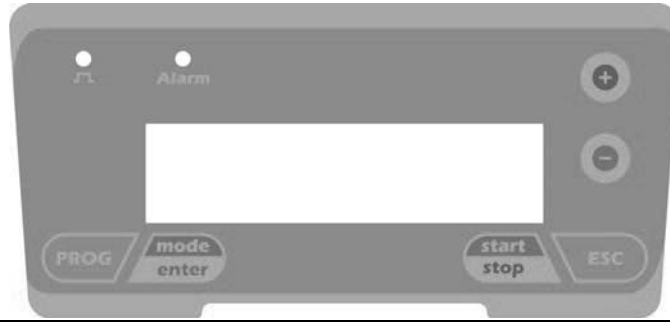 Alarm
+
-
PROG
mode
enter
start
stop
ESC